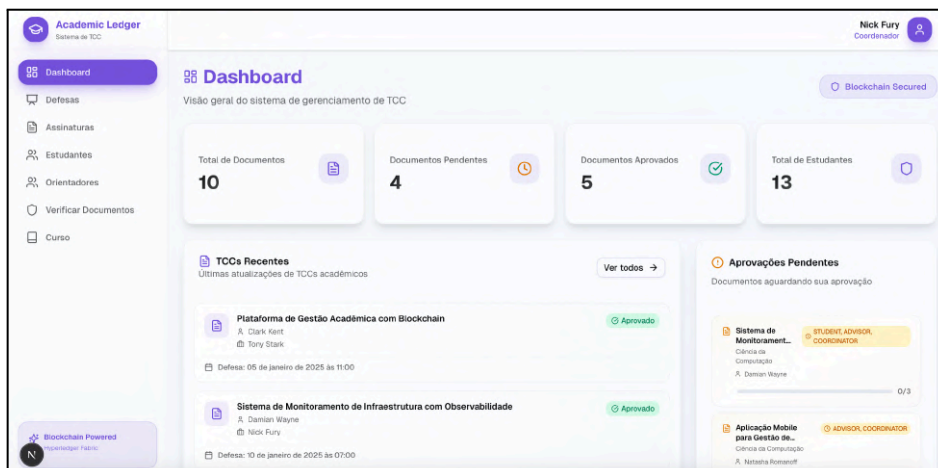 Academic Ledger
Sistema de TCC
Nick Fury
Coordenador
Dashboard
Defesas
Assinaturas
Estudantes
Orientadores
Verificar Documentos
Curso
Blockchain Powered
Hyperledger Fabric
N
Dashboard
Visão geral do sistema de gerenciamento de TCC
Blockchain Secured
Total de Documentos
10
Documentos Pendentes
4
Documentos Aprovados
5
Total de Estudantes
13
TCCs Recentes
Últimas atualizações de TCCs acadêmicos
Ver todos →
Plataforma de Gestão Acadêmica com Blockchain
Aprovado
Clark Kent
Tony Stark
Defesa: 05 de janeiro de 2025 às 11:00
Sistema de Monitoramento de Infraestrutura com Observabilidade
Aprovado
Damian Wayne
Nick Fury
Defesa: 10 de janeiro de 2025 às 07:00
Aprovações Pendentes
Documentos aguardando sua aprovação
Sistema de
Monitorament...
STUDENT, ADVISOR,
COORDINATOR
Ciência da
Computação
Damian Wayne
0/3
Aplicação Mobile
para Gestão de...
ADVISOR, COORDINATOR
Ciência da Computação
Natasha Romanoff